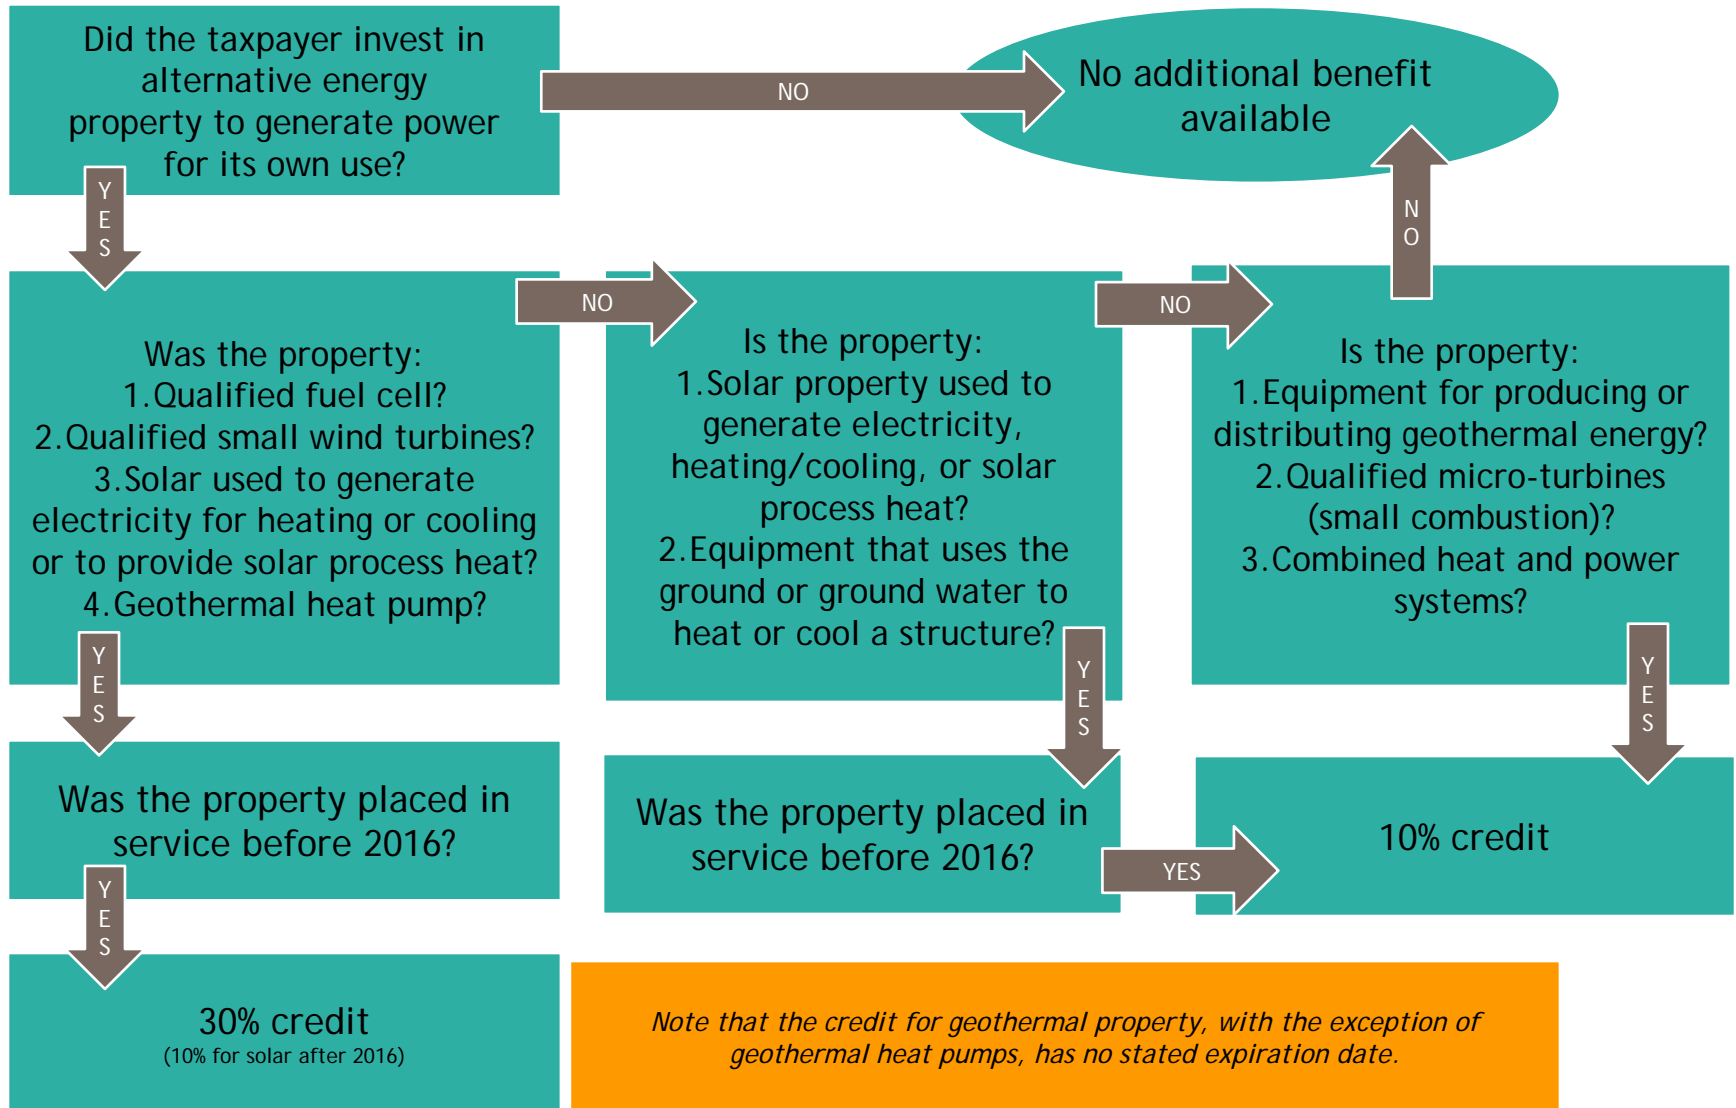 Did the taxpayer invest in
alternative energy
property to generate power
for its own use?
NO
No additional benefit
available
YES
NO
Was the property:
1.Qualified fuel cell?
2.Qualified small wind turbines?
3.Solar used to generate
electricity for heating or cooling
or to provide solar process heat?
4.Geothermal heat pump?
NO
Is the property:
1.Solar property used to
generate electricity,
heating/cooling, or solar
process heat?
2.Equipment that uses the
ground or ground water to
heat or cool a structure?
NO
Is the property:
1.Equipment for producing or
distributing geothermal energy?
2.Qualified micro-turbines
(small combustion)?
3.Combined heat and power
systems?
YES
YES
YES
Was the property placed in
service before 2016?
Was the property placed in
service before 2016?
YES
10% credit
YES
30% credit
(10% for solar after 2016)
Note that the credit for geothermal property, with the exception of
geothermal heat pumps, has no stated expiration date.